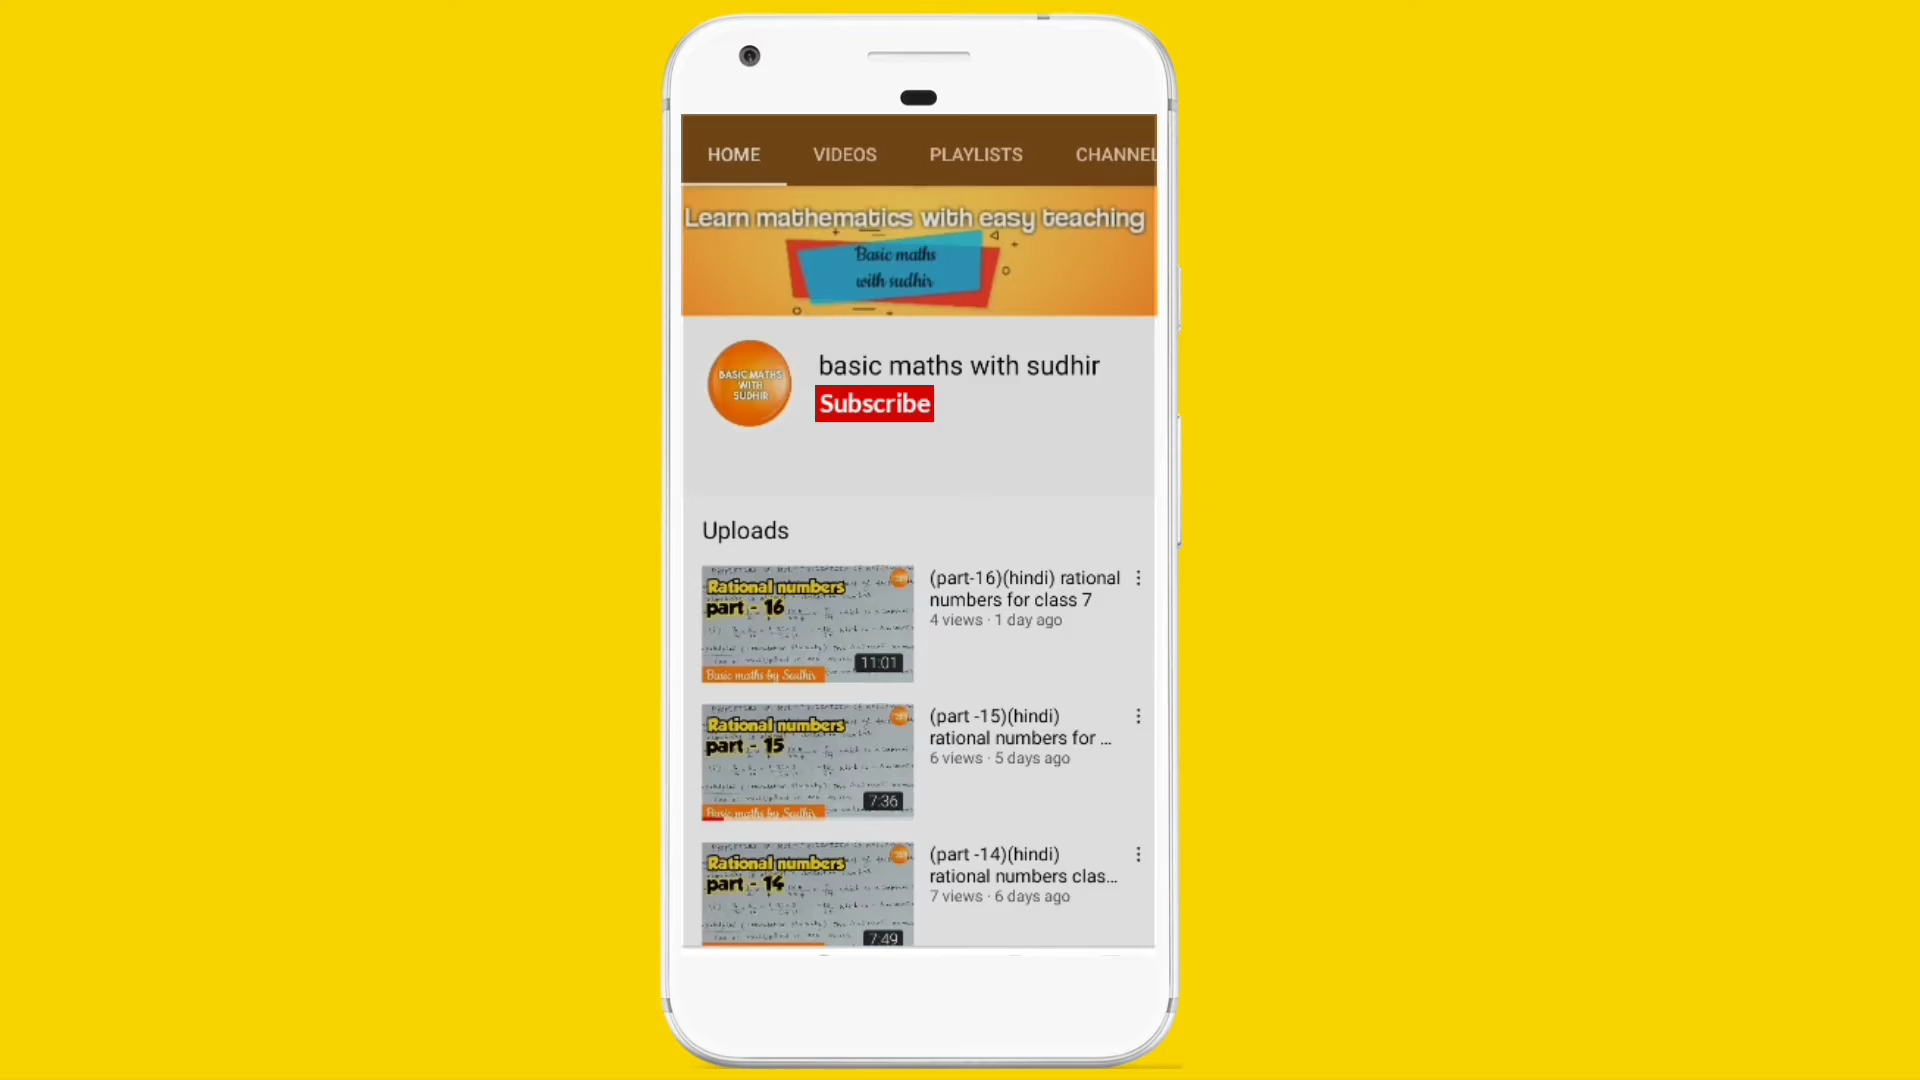 HOME VIDEOS PLAYLISTS CHANNEL
Learn mathematics with easy teaching
Basic maths
with sudhir
BASIC MATHS
WITH
SUDHIR
basic maths with sudhir
Subscribe
Uploads
Rational numbers
part - 16
11:01
Basic maths by Sudhir
(part-16)(hindi) rational
numbers for class 7
4 views · 1 day ago
Rational numbers
part - 15
7:36
Basic maths by Sudhir
(part -15)(hindi)
rational numbers for ...
6 views · 5 days ago
Rational numbers
part - 14
7:49
(part -14)(hindi)
rational numbers clas...
7 views · 6 days ago